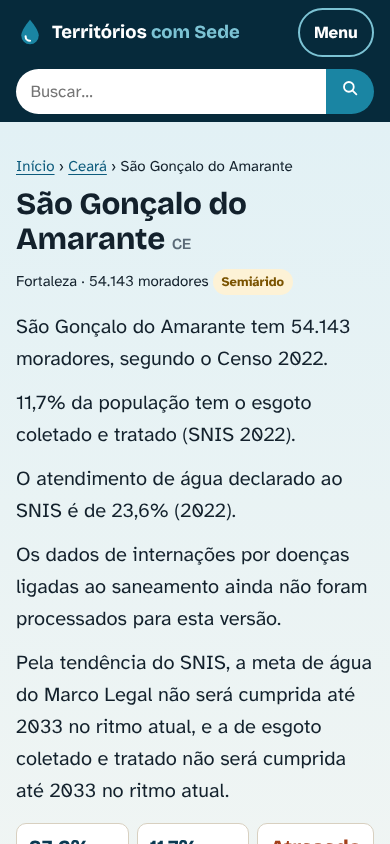 Territórios com Sede
Menu
Buscar...
Início › Ceará › São Gonçalo do Amarante
São Gonçalo do
Amarante CE
Fortaleza · 54.143 moradores Semiárido
São Gonçalo do Amarante tem 54.143
moradores, segundo o Censo 2022.
11,7% da população tem o esgoto
coletado e tratado (SNIS 2022).
O atendimento de água declarado ao
SNIS é de 23,6% (2022).
Os dados de internações por doenças
ligadas ao saneamento ainda não foram
processados para esta versão.
Pela tendência do SNIS, a meta de água
do Marco Legal não será cumprida até
2033 no ritmo atual, e a de esgoto
coletado e tratado não será cumprida
até 2033 no ritmo atual.